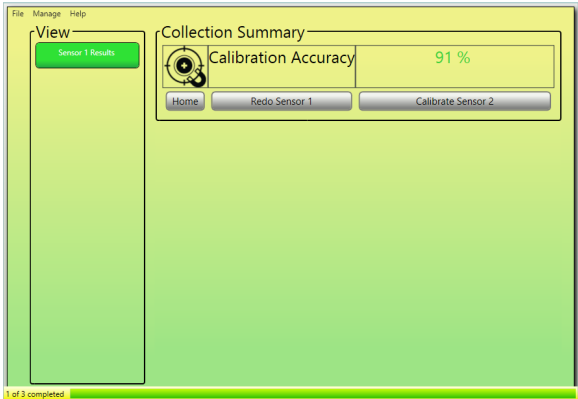 File Manage Help
View
Sensor 1 Results
Collection Summary
Calibration Accuracy 91 %
Home Redo Sensor 1 Calibrate Sensor 2
1 of 3 completed